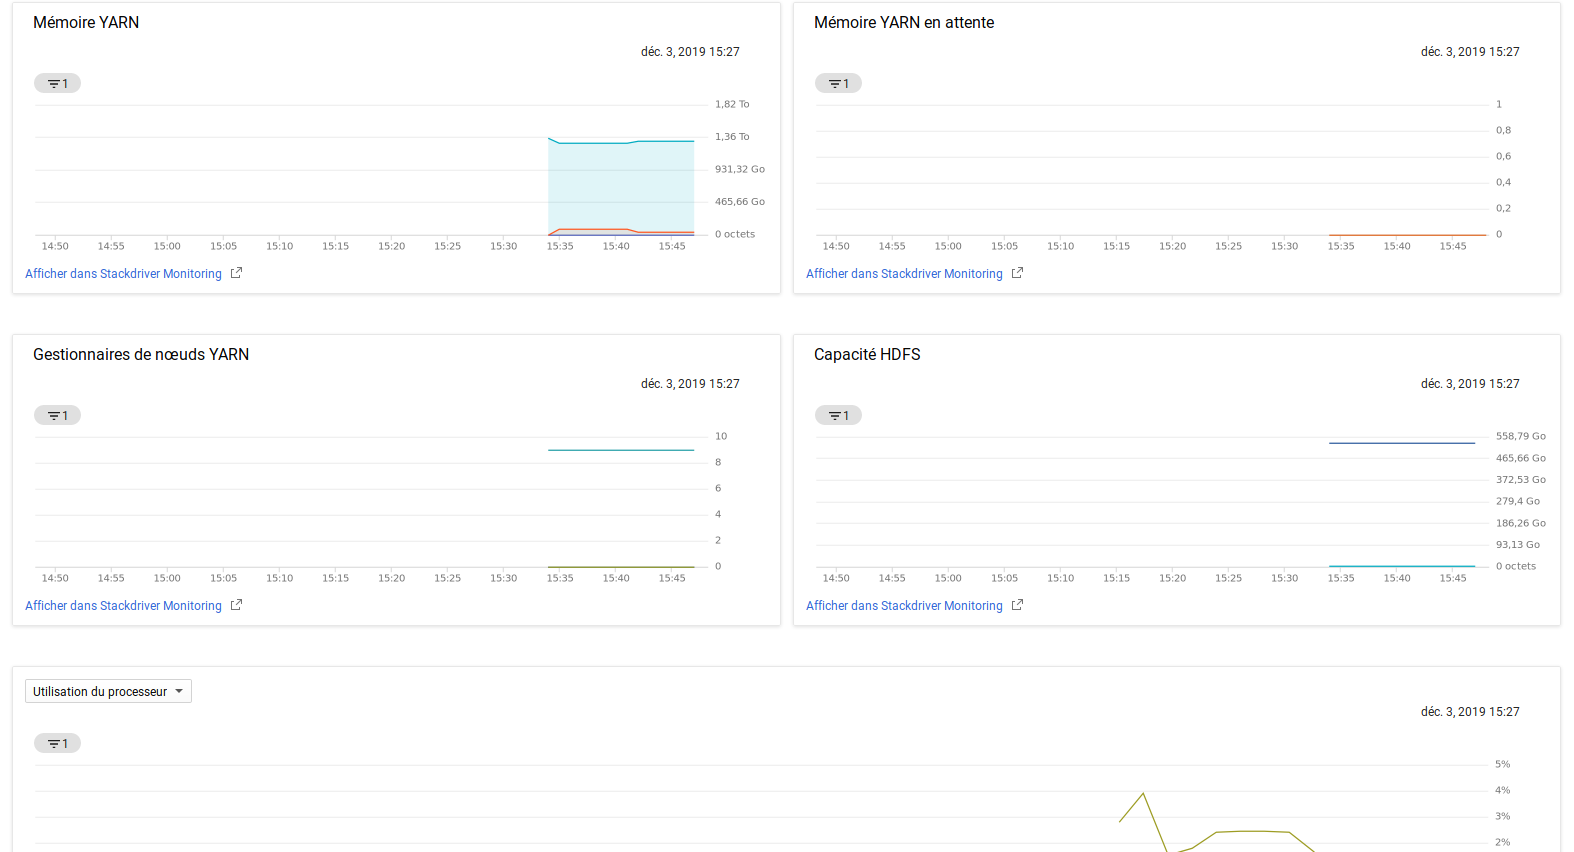 Mémoire YARN
déc. 3, 2019 15:27
1
1,82 To
1,36 To
931,32 Go
465,66 Go
0 octets
14:50 14:55 15:00 15:05 15:10 15:15 15:20 15:25 15:30 15:35 15:40 15:45
Afficher dans Stackdriver Monitoring
Mémoire YARN en attente
déc. 3, 2019 15:27
1
1
0,8
0,6
0,4
0,2
0
14:50 14:55 15:00 15:05 15:10 15:15 15:20 15:25 15:30 15:35 15:40 15:45
Afficher dans Stackdriver Monitoring
Gestionnaires de nœuds YARN
déc. 3, 2019 15:27
1
10
8
6
4
2
0
14:50 14:55 15:00 15:05 15:10 15:15 15:20 15:25 15:30 15:35 15:40 15:45
Afficher dans Stackdriver Monitoring
Capacité HDFS
déc. 3, 2019 15:27
1
558,79 Go
465,66 Go
372,53 Go
279,4 Go
186,26 Go
93,13 Go
0 octets
14:50 14:55 15:00 15:05 15:10 15:15 15:20 15:25 15:30 15:35 15:40 15:45
Afficher dans Stackdriver Monitoring
Utilisation du processeur
déc. 3, 2019 15:27
1
5%
4%
3%
2%